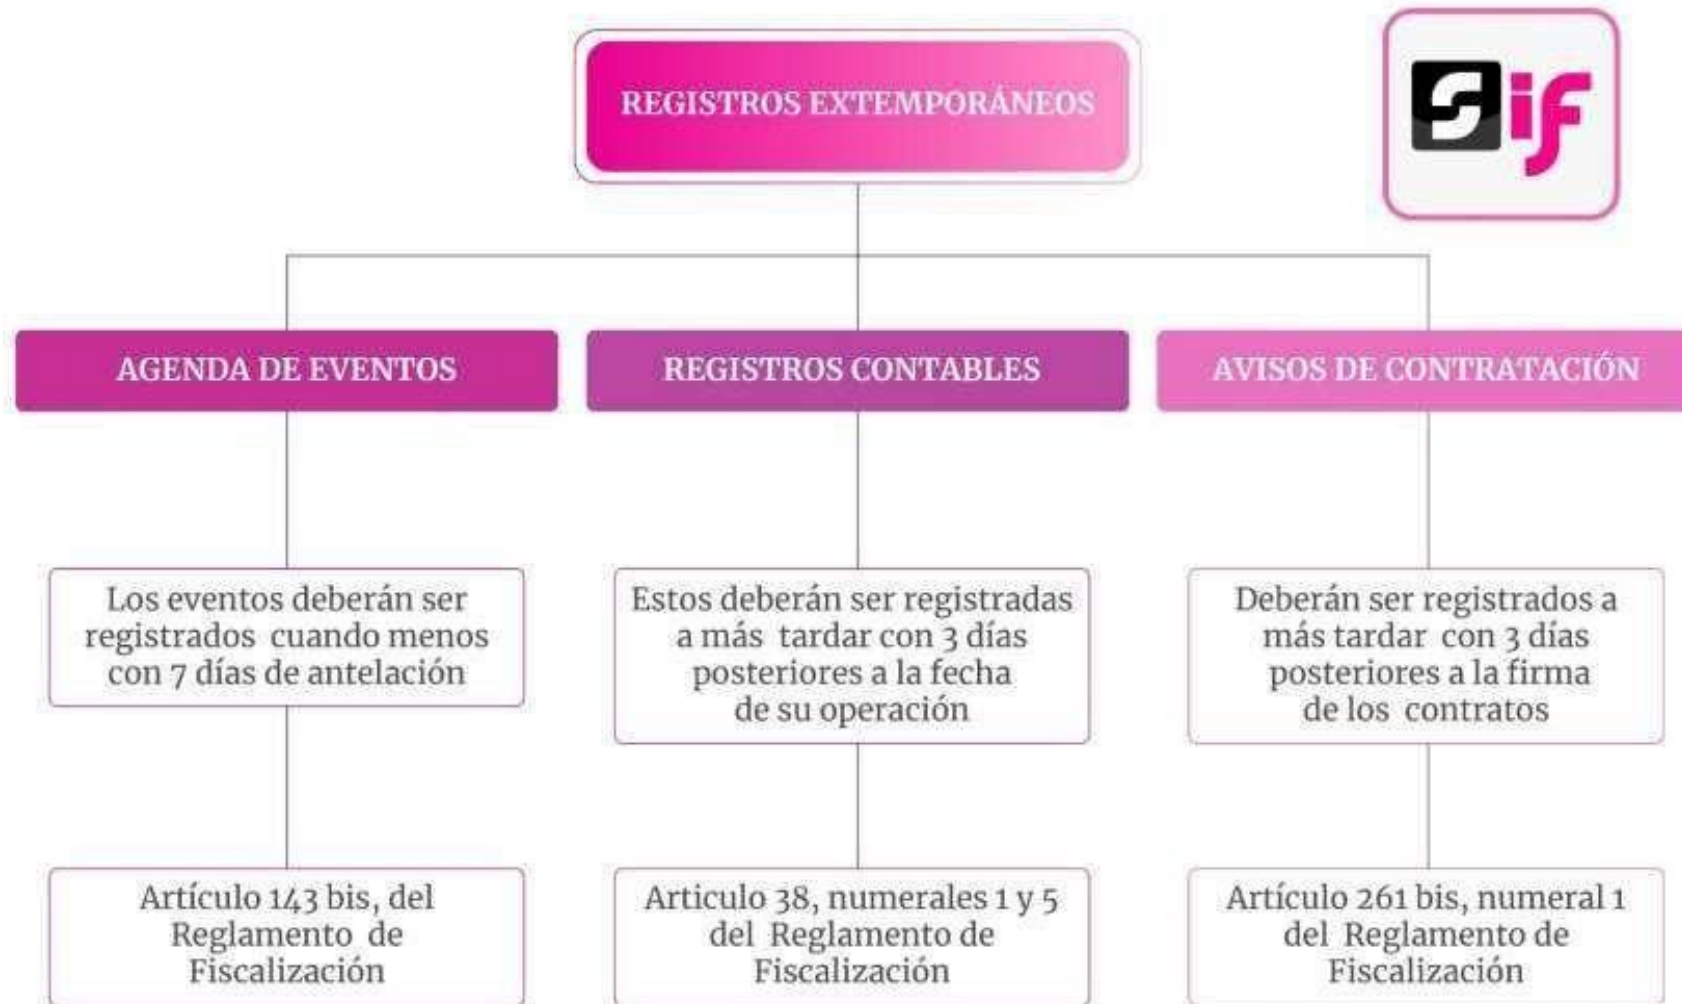 REGISTROS EXTEMPORÁNEOS
Sif
AGENDA DE EVENTOS
Los eventos deberán ser
registrados cuando menos
con 7 días de antelación
Artículo 143 bis, del
Reglamento de
Fiscalización
REGISTROS CONTABLES
Estos deberán ser registradas
a más tardar con 3 días
posteriores a la fecha
de su operación
Articulo 38, numerales 1 y 5
del Reglamento de
Fiscalización
AVISOS DE CONTRATACIÓN
Deberán ser registrados a
más tardar con 3 días
posteriores a la firma
de los contratos
Artículo 261 bis, numeral 1
del Reglamento de
Fiscalización